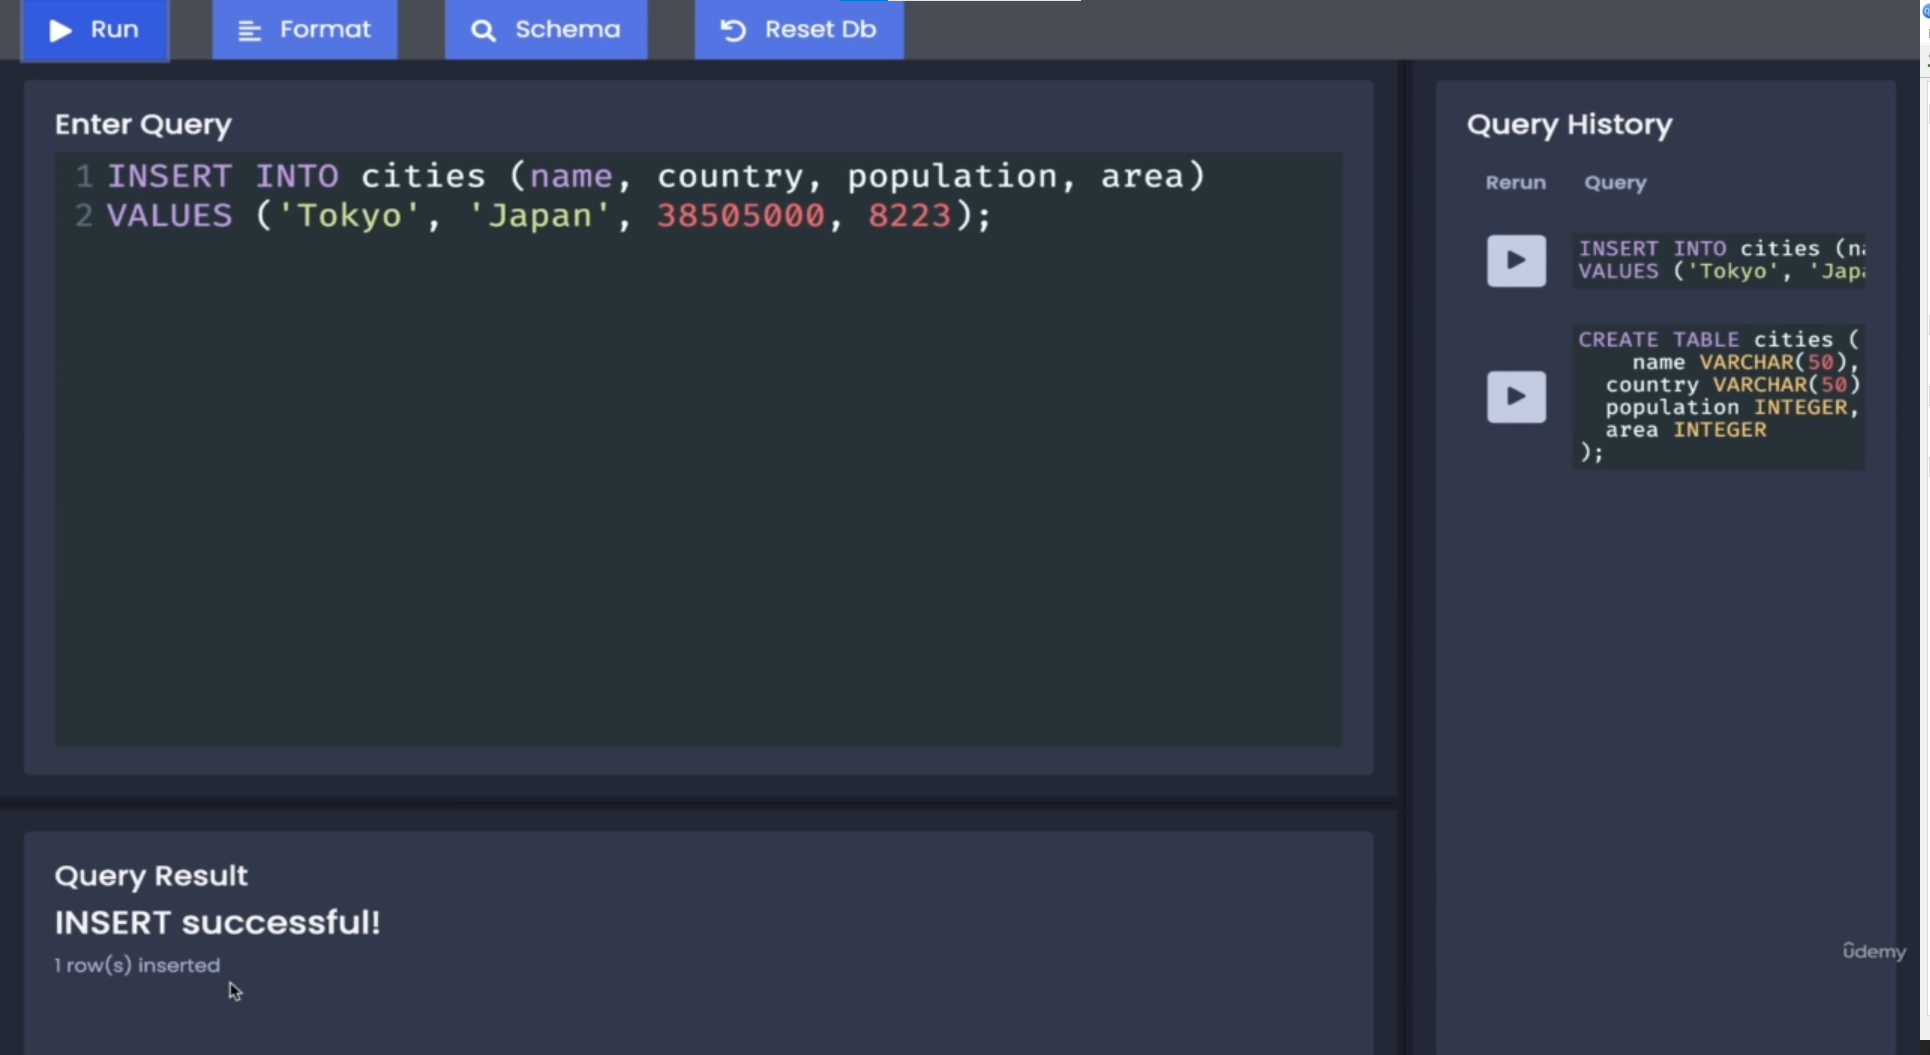 Run
Format
Schema
Reset Db
Enter Query
1 INSERT INTO cities (name, country, population, area)
2 VALUES ('Tokyo', 'Japan', 38505000, 8223);
Query Result
INSERT successful!
1 row(s) inserted
Query History
Rerun Query
INSERT INTO cities (na
VALUES ('Tokyo', 'Japa
CREATE TABLE cities (
name VARCHAR(50),
country VARCHAR(50)
population INTEGER,
area INTEGER
);
ûdemy